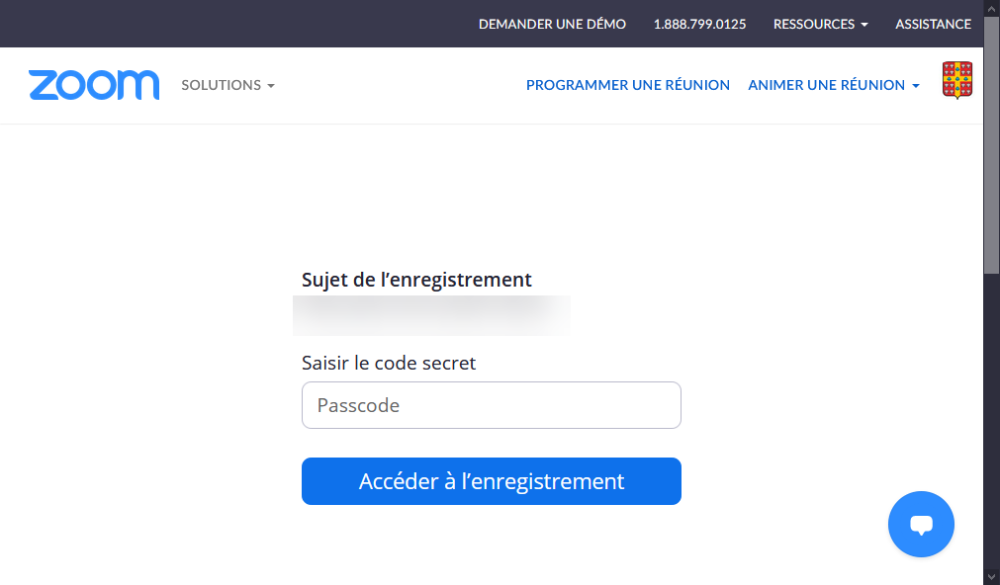 DEMANDER UNE DÉMO 1.888.799.0125 RESSOURCES ASSISTANCE
zoom SOLUTIONS PROGRAMMER UNE RÉUNION ANIMER UNE RÉUNION
Sujet de l’enregistrement
Saisir le code secret
Passcode
Accéder à l’enregistrement